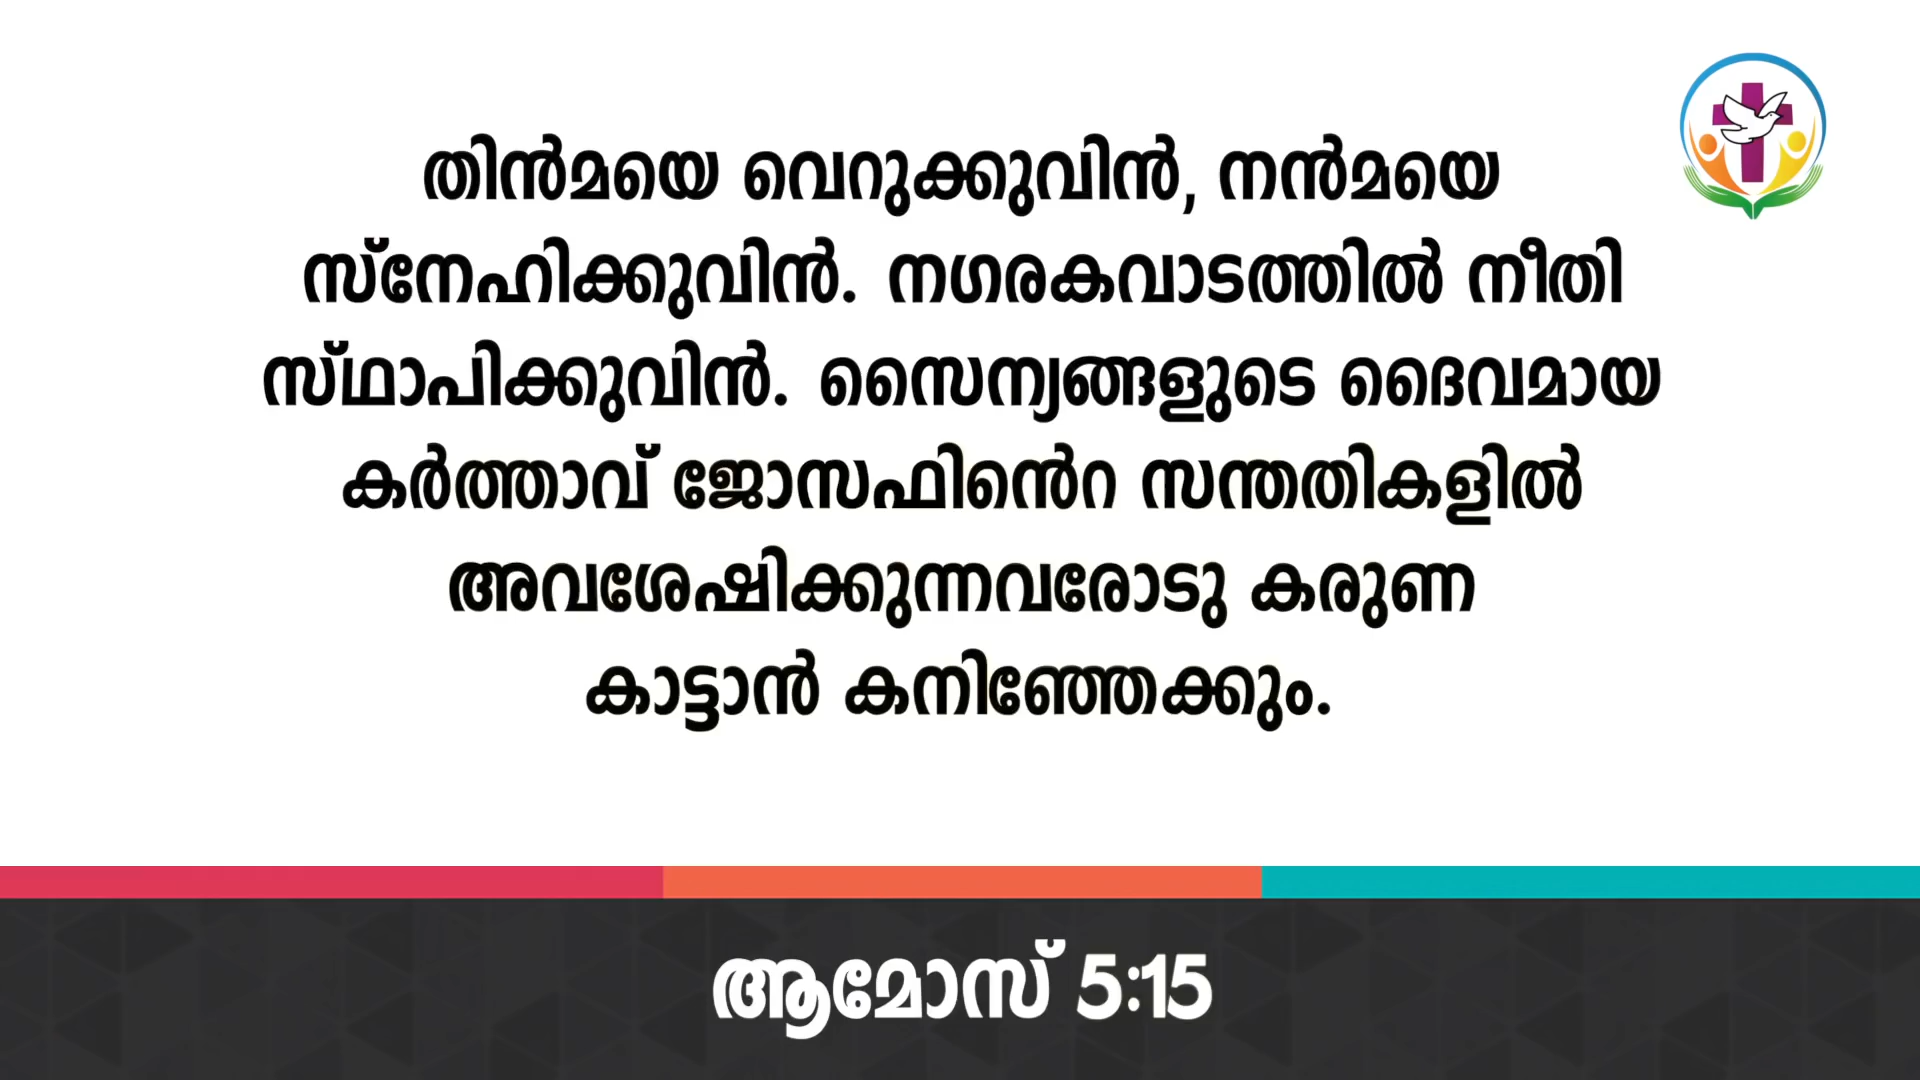 തിൻമയെ വെറുക്കുവിൻ, നൻമയെ
സ്നേഹിക്കുവിൻ. നഗരകവാടത്തിൽ നീതി
സ്ഥാപിക്കുവിൻ. സൈന്യങ്ങളുടെ ദൈവമായ
കർത്താവ് ജോസഫിൻെറ സന്തതികളിൽ
അവശേഷിക്കുന്നവരോടു കരുണ
കാട്ടാൻ കനിഞ്ഞേക്കും.
ആമോസ് 5:15